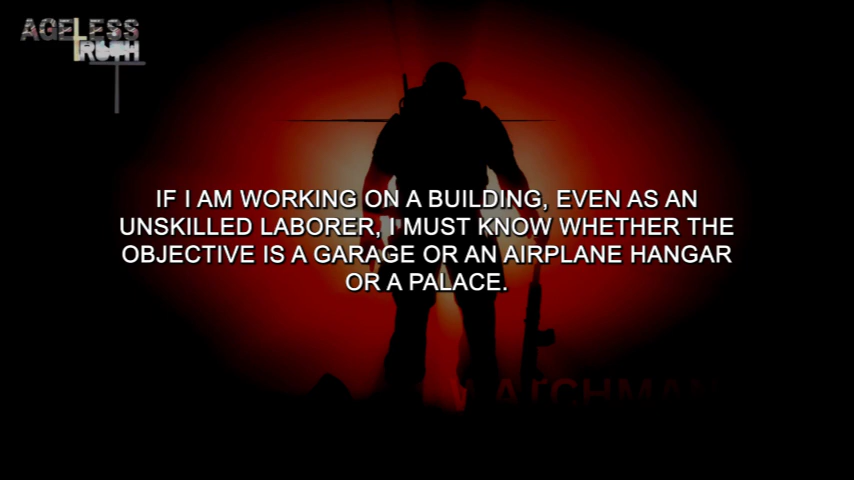 AGELESS
TRUTH
IF I AM WORKING ON A BUILDING, EVEN AS AN
UNSKILLED LABORER, I MUST KNOW WHETHER THE
OBJECTIVE IS A GARAGE OR AN AIRPLANE HANGAR
OR A PALACE.
WATCHMAN